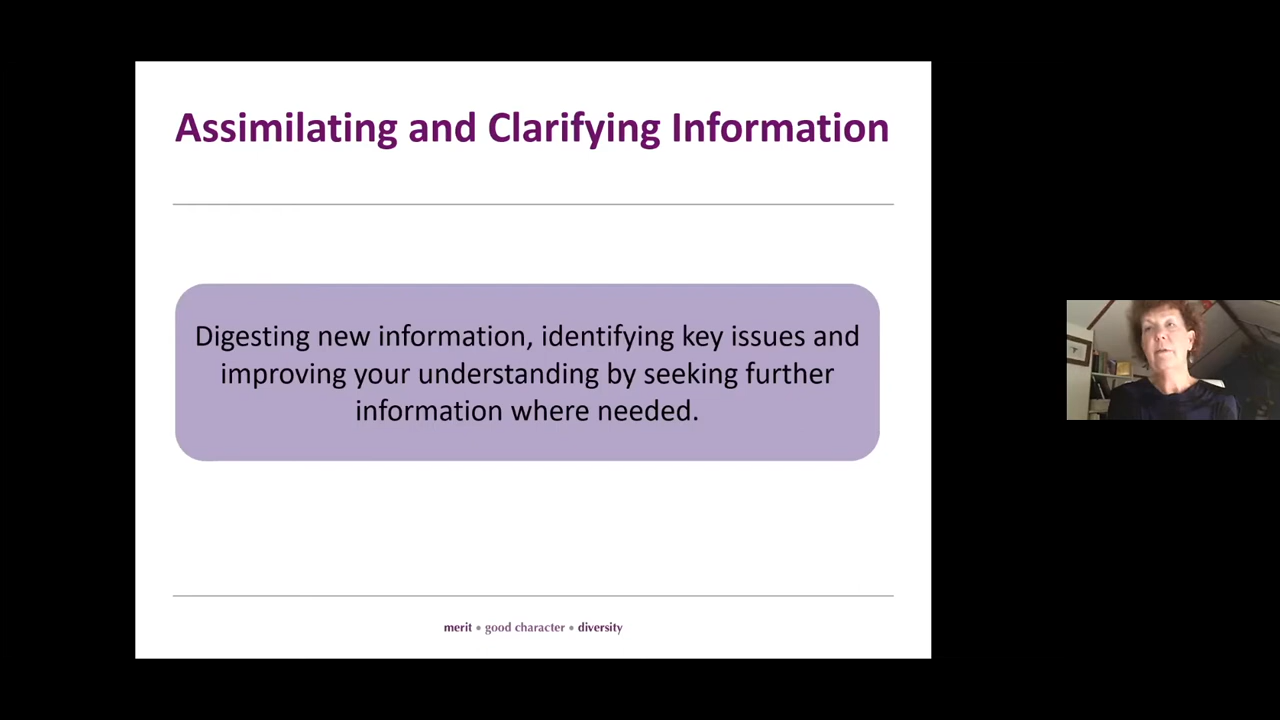 Assimilating and Clarifying Information
Digesting new information, identifying key issues and
improving your understanding by seeking further
information where needed.
merit • good character • diversity